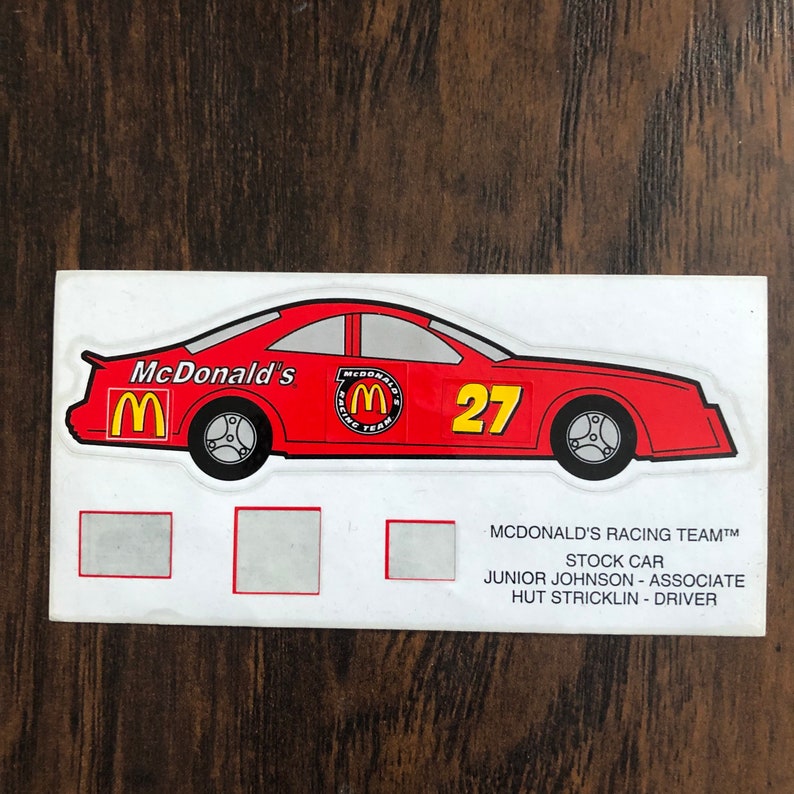 McDonald's
McDONALD'S
RACING TEAM
27
MCDONALD'S RACING TEAM™
STOCK CAR
JUNIOR JOHNSON - ASSOCIATE
HUT STRICKLIN - DRIVER